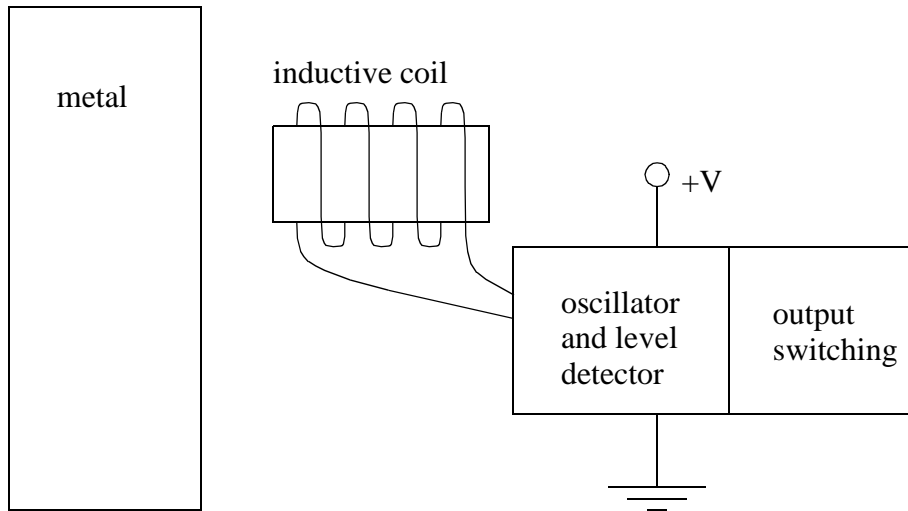 metal
inductive coil
+V
oscillator
and level
detector
output
switching